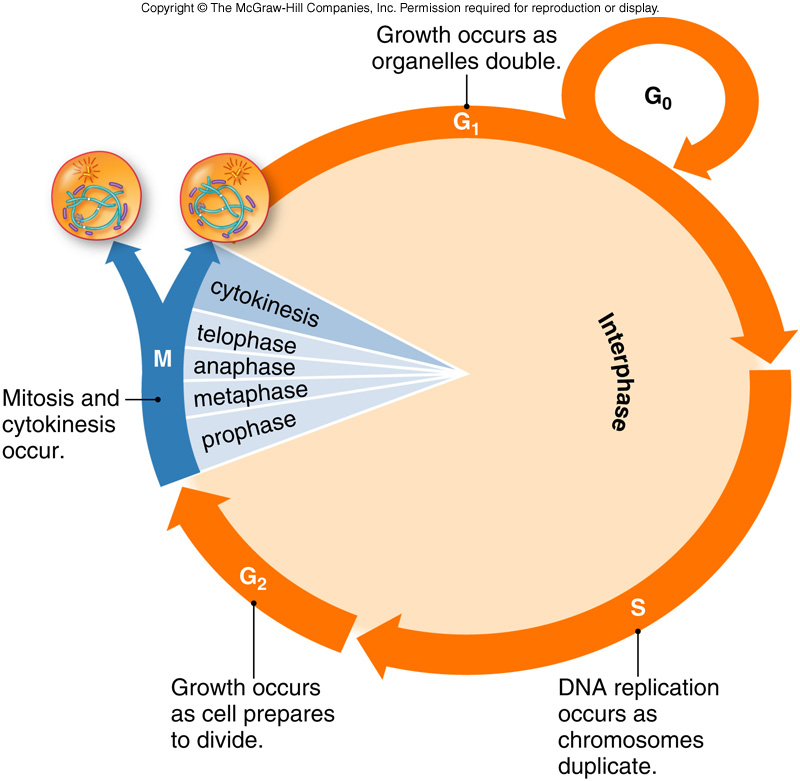 Copyright © The McGraw-Hill Companies, Inc. Permission required for reproduction or display.
Growth occurs as
organelles double.
G₀
G₁
cytokinesis
telophase
anaphase
metaphase
prophase
M
Interphase
Mitosis and
cytokinesis
occur.
G₂
S
Growth occurs
as cell prepares
to divide.
DNA replication
occurs as
chromosomes
duplicate.